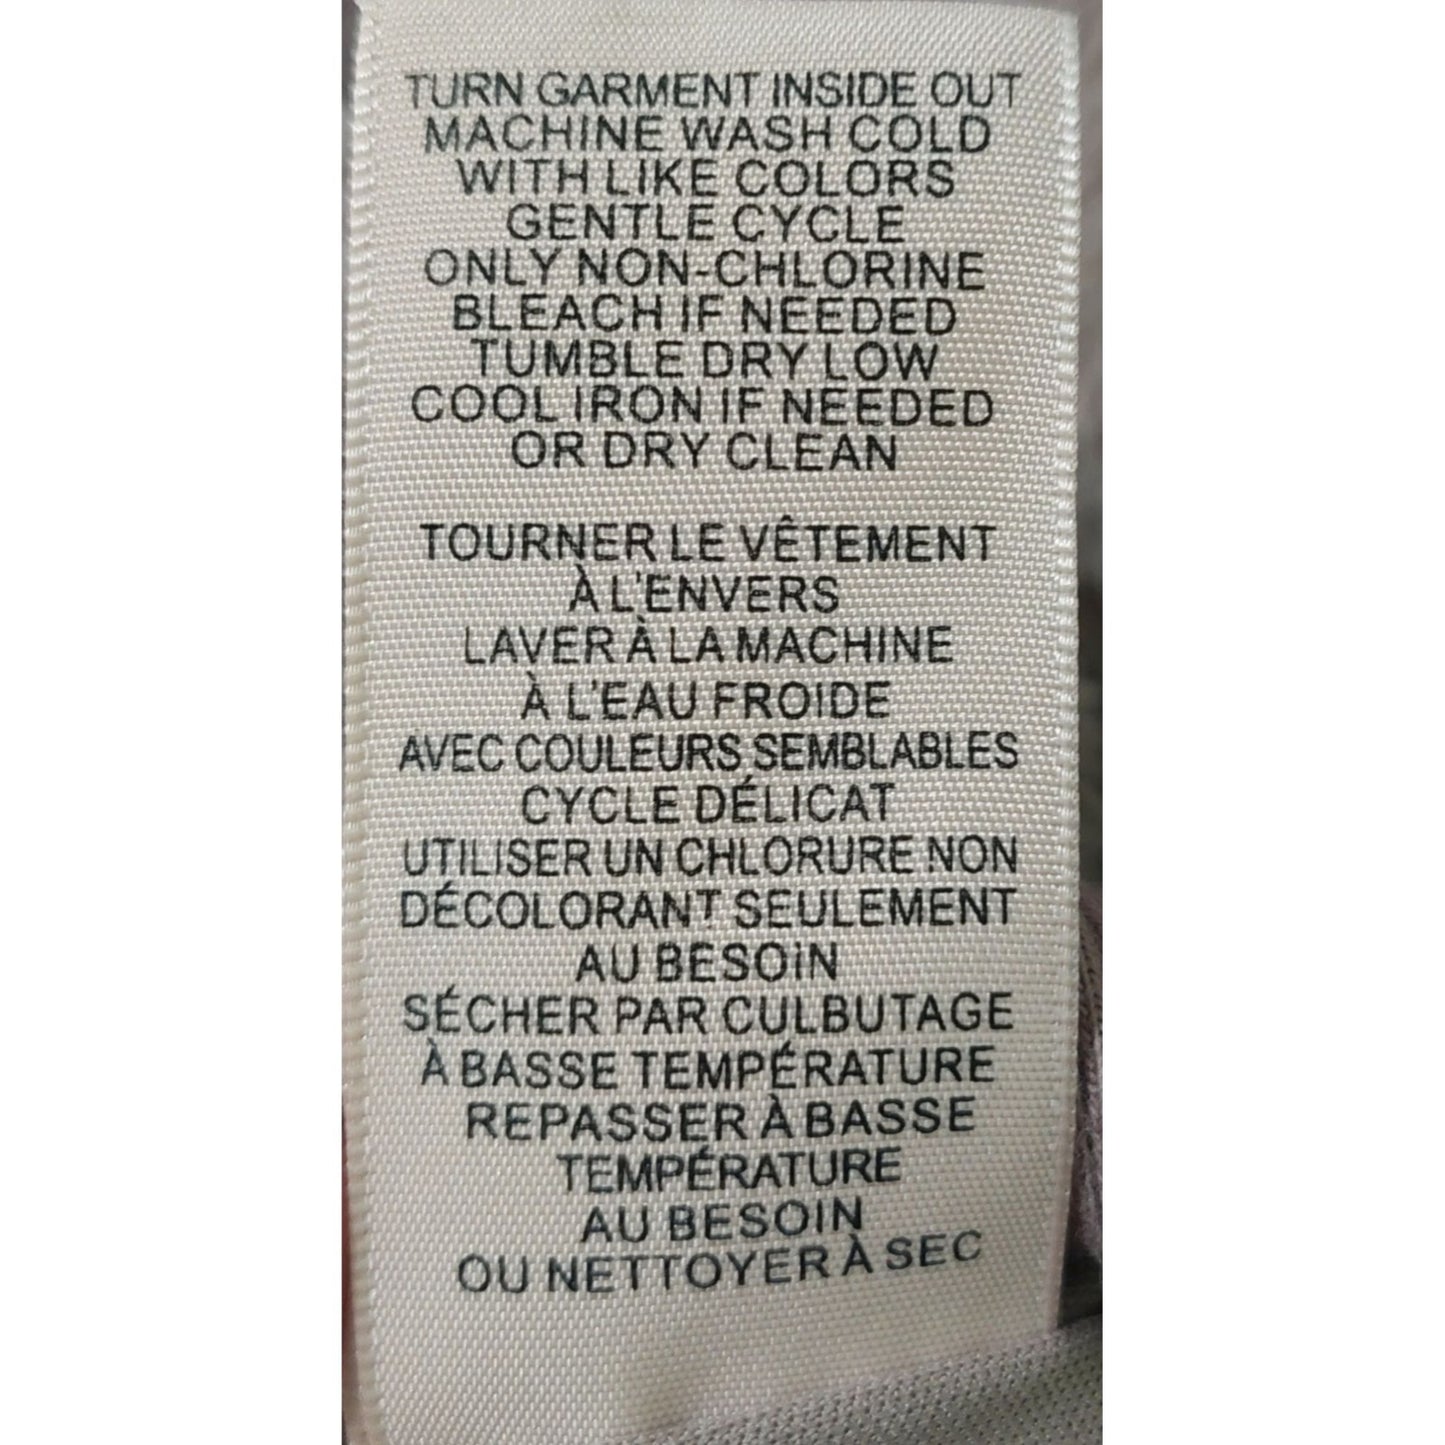 TURN GARMENT INSIDE OUT
MACHINE WASH COLD
WITH LIKE COLORS
GENTLE CYCLE
ONLY NON-CHLORINE
BLEACH IF NEEDED
TUMBLE DRY LOW
COOL IRON IF NEEDED
OR DRY CLEAN
TOURNER LE VÊTEMENT
À L'ENVERS
LAVER À LA MACHINE
À L'EAU FROIDE
AVEC COULEURS SEMBLABLES
CYCLE DÉLICAT
UTILISER UN CHLORURE NON
DÉCOLORANT SEULEMENT
AU BESOiN
SÉCHER PAR CULBUTAGE
À BASSE TEMPÉRATURE
REPASSER À BASSE
TEMPÉRATURE
AU BESOIN
OU NETTOYER À SEC